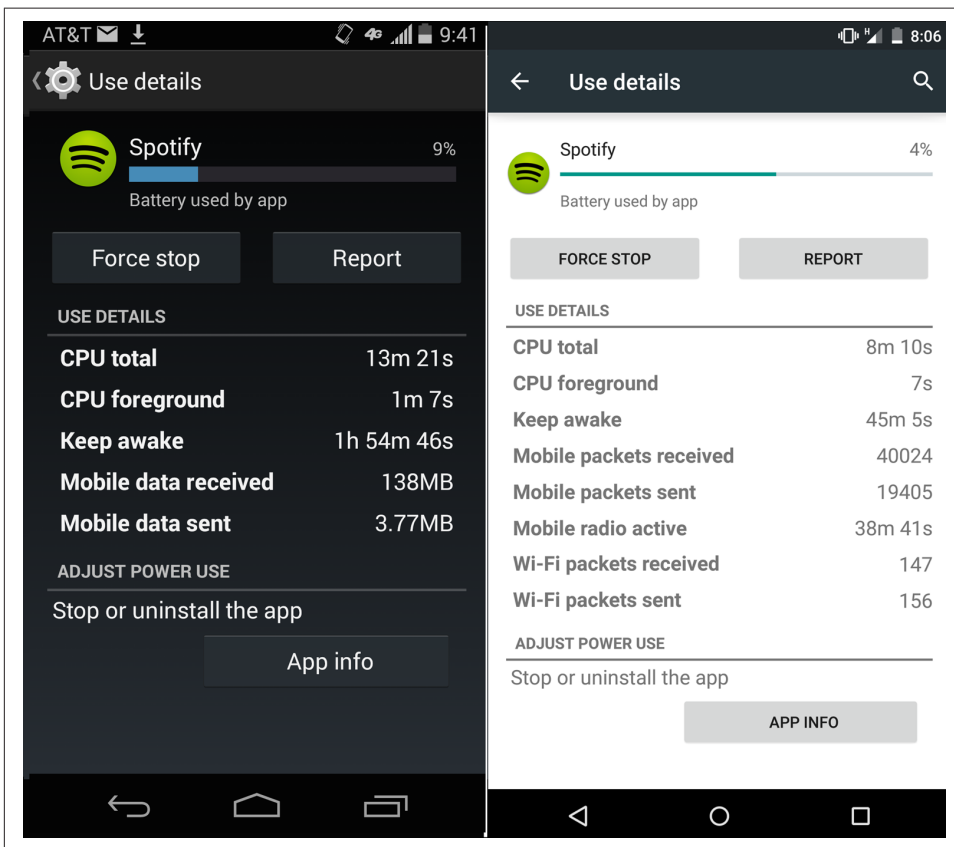 AT&T 4G 9:41
Use details
Spotify 9%
Battery used by app
Force stop Report
USE DETAILS
CPU total 13m 21s
CPU foreground 1m 7s
Keep awake 1h 54m 46s
Mobile data received 138MB
Mobile data sent 3.77MB
ADJUST POWER USE
Stop or uninstall the app
App info
H 8:06
Use details
Spotify 4%
Battery used by app
FORCE STOP REPORT
USE DETAILS
CPU total 8m 10s
CPU foreground 7s
Keep awake 45m 5s
Mobile packets received 40024
Mobile packets sent 19405
Mobile radio active 38m 41s
Wi-Fi packets received 147
Wi-Fi packets sent 156
ADJUST POWER USE
Stop or uninstall the app
APP INFO